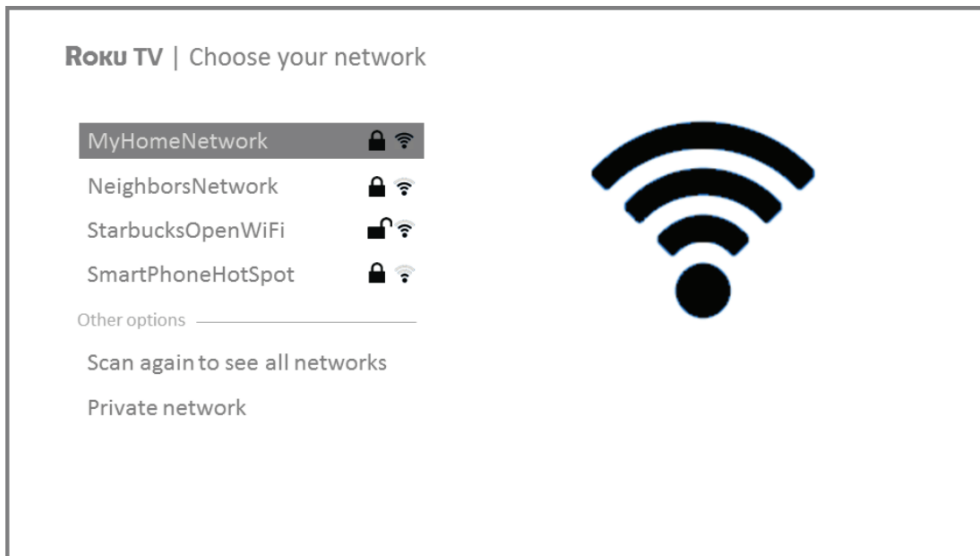 ROKU TV | Choose your network
MyHomeNetwork
NeighborsNetwork
StarbucksOpenWiFi
SmartPhoneHotSpot
Other options
Scan again to see all networks
Private network